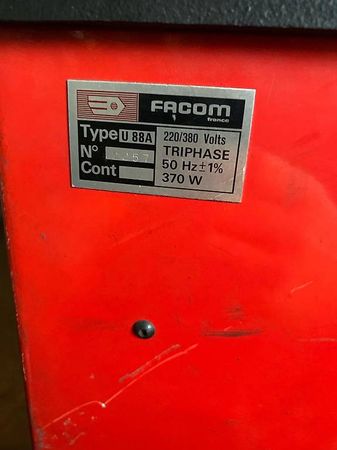 FACOM
france
Type U 88A
N°
Cont
220/380 Volts
TRIPHASE
50 Hz ±1%
370 W